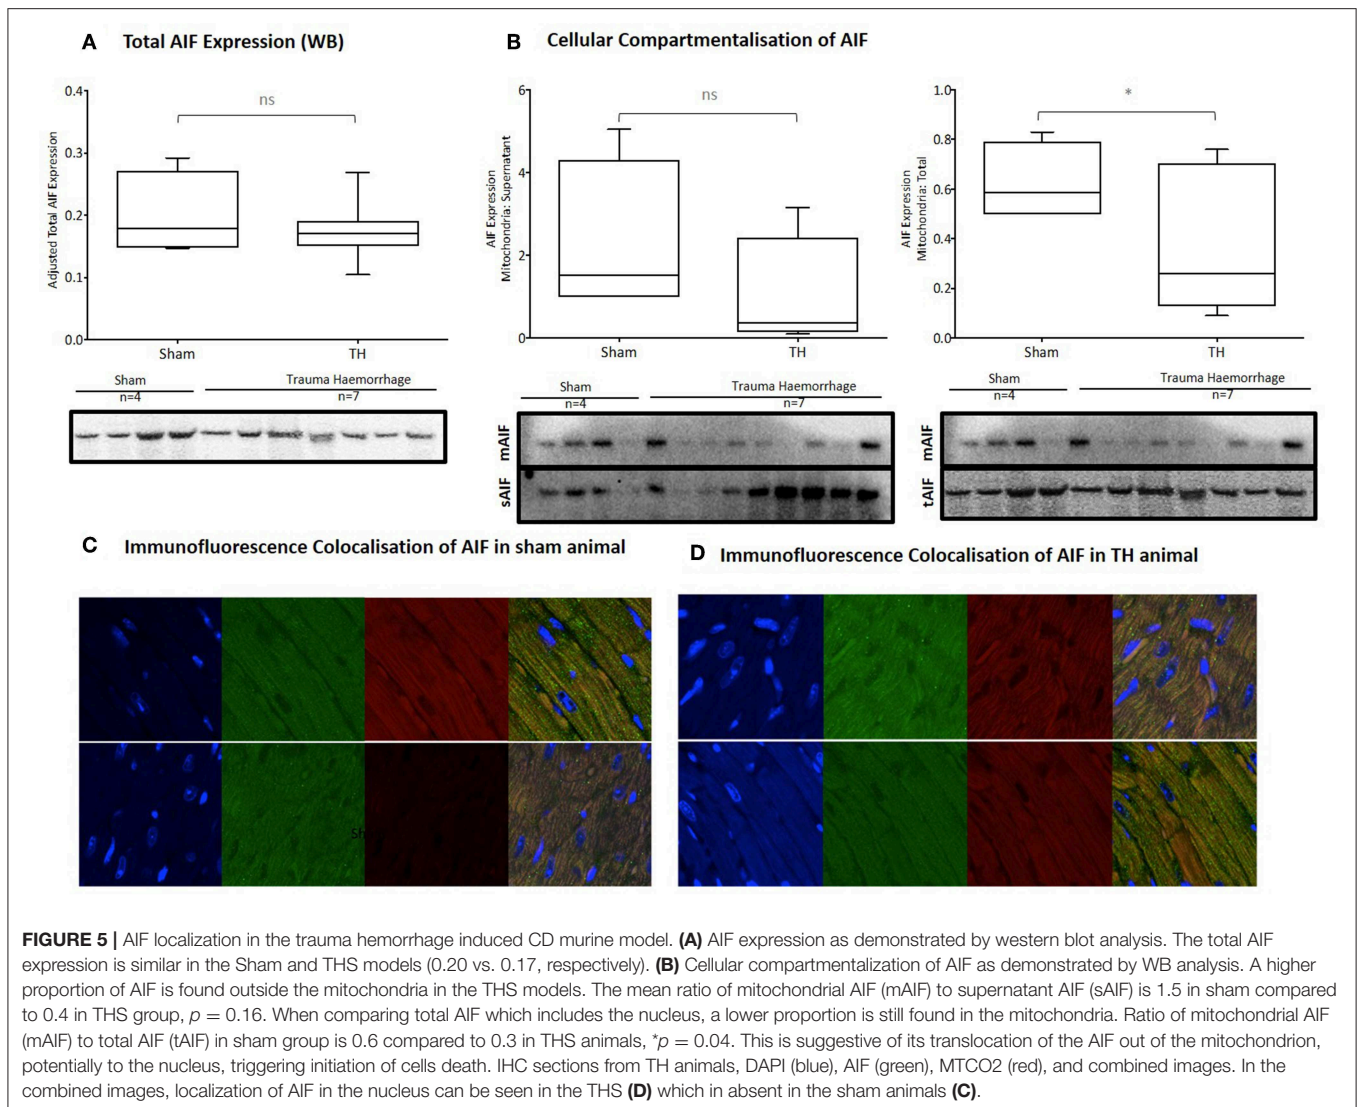 A Total AIF Expression (WB)
B Cellular Compartmentalisation of AIF
Adjusted Total AIF Expression
0.4
0.3
0.2
0.1
0.0
ns
Sham TH
Sham Trauma Haemorrhage
n=4 n=7
AIF Expression
Mitochondria: Supernatant
6
4
2
0
ns
Sham TH
Sham Trauma Haemorrhage
n=4 n=7
mAIF
sAIF
AIF Expression
Mitochondria: Total
1.0
0.8
0.6
0.4
0.2
0.0
*
Sham TH
Sham Trauma Haemorrhage
n=4 n=7
mAIF
tAIF
C Immunofluorescence Colocalisation of AIF in sham animal
Sh
D Immunofluorescence Colocalisation of AIF in TH animal
FIGURE 5 | AIF localization in the trauma hemorrhage induced CD murine model. (A) AIF expression as demonstrated by western blot analysis. The total AIF
expression is similar in the Sham and THS models (0.20 vs. 0.17, respectively). (B) Cellular compartmentalization of AIF as demonstrated by WB analysis. A higher
proportion of AIF is found outside the mitochondria in the THS models. The mean ratio of mitochondrial AIF (mAIF) to supernatant AIF (sAIF) is 1.5 in sham compared
to 0.4 in THS group, p = 0.16. When comparing total AIF which includes the nucleus, a lower proportion is still found in the mitochondria. Ratio of mitochondrial AIF
(mAIF) to total AIF (tAIF) in sham group is 0.6 compared to 0.3 in THS animals, *p = 0.04. This is suggestive of its translocation of the AIF out of the mitochondrion,
potentially to the nucleus, triggering initiation of cells death. IHC sections from TH animals, DAPI (blue), AIF (green), MTCO2 (red), and combined images. In the
combined images, localization of AIF in the nucleus can be seen in the THS (D) which in absent in the sham animals (C).